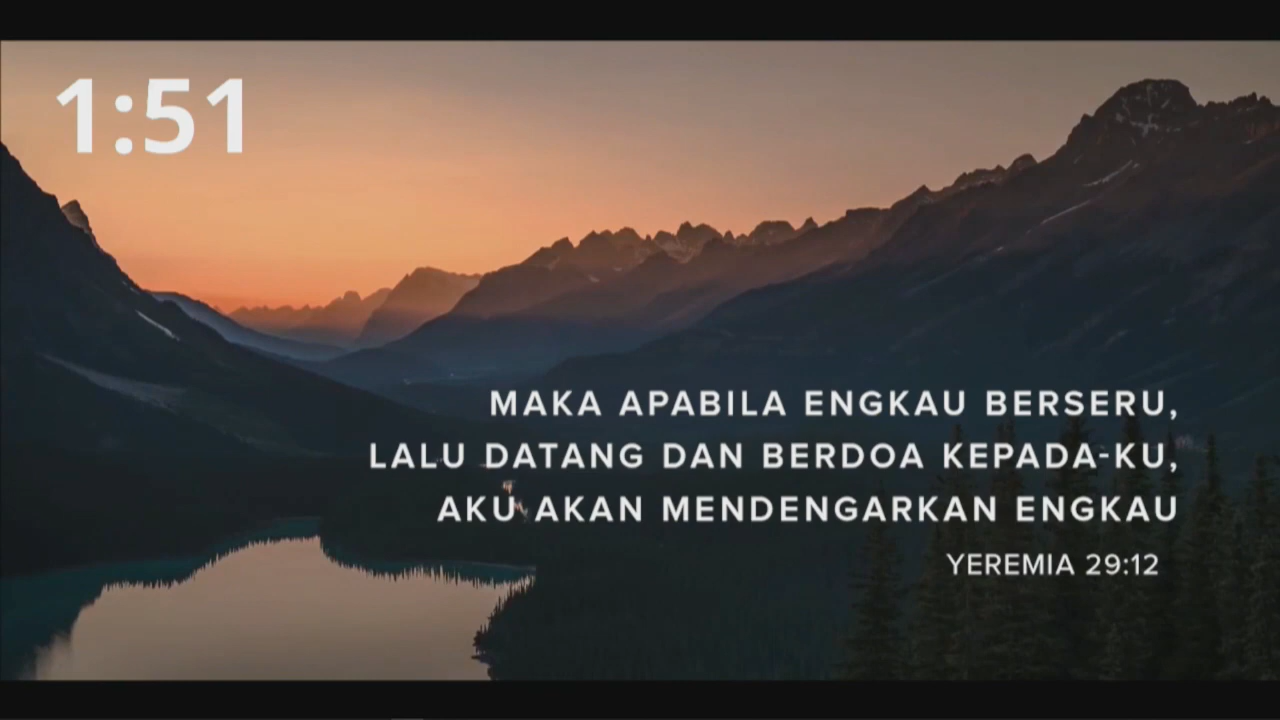 1:51
MAKA APABILA ENGKAU BERSERU,
LALU DATANG DAN BERDOA KEPADA-KU,
AKU AKAN MENDENGARKAN ENGKAU
YEREMIA 29:12